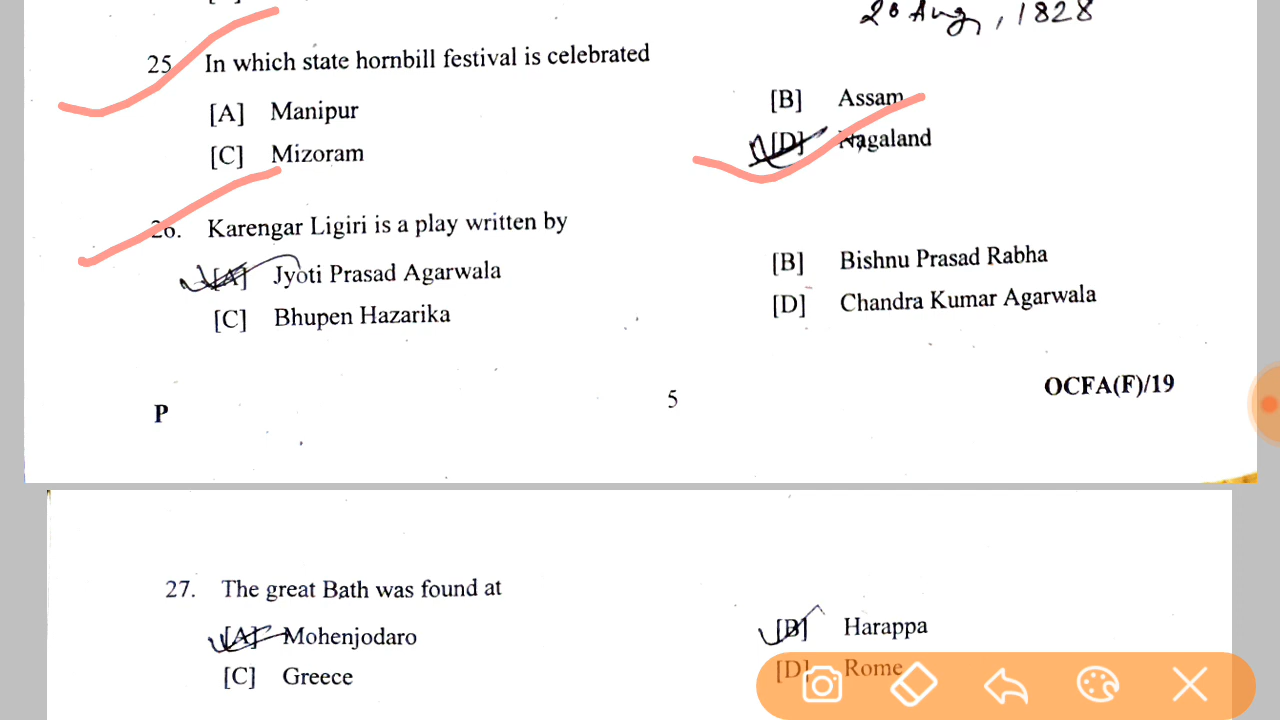 20 Aug, 1828
25 In which state hornbill festival is celebrated
[A] Manipur [B] Assam
[C] Mizoram [D] Nagaland
26. Karengar Ligiri is a play written by
[A] Jyoti Prasad Agarwala [B] Bishnu Prasad Rabha
[C] Bhupen Hazarika [D] Chandra Kumar Agarwala
P 5 OCFA(F)/19
27. The great Bath was found at
[A] Mohenjodaro [B] Harappa
[C] Greece [D] Rome